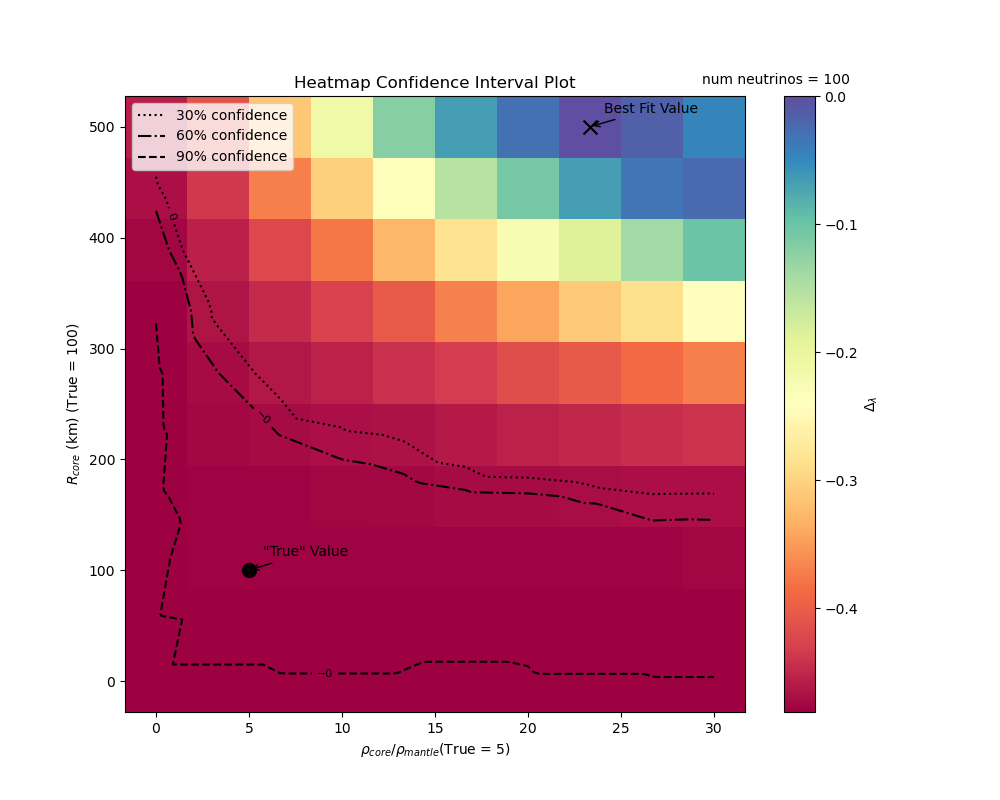 Heatmap Confidence Interval Plot
num neutrinos = 100
30% confidence
60% confidence
90% confidence
Best Fit Value
"True" Value
0
−0
−0
500
400
300
200
100
0
R_core (km) (True = 100)
0 5 10 15 20 25 30
ρ_core/ρ_mantle(True = 5)
0.0
−0.1
−0.2
−0.3
−0.4
Δ_λ